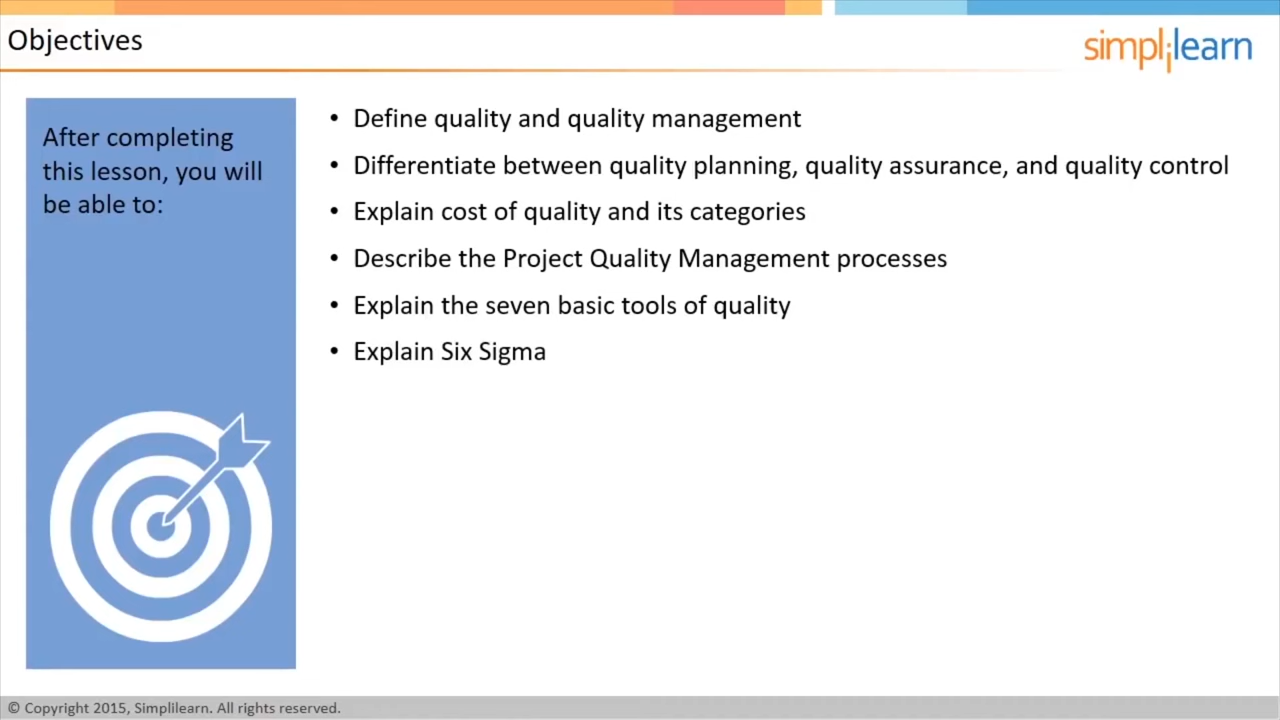 Objectives
simplilearn
After completing
this lesson, you will
be able to:
• Define quality and quality management
• Differentiate between quality planning, quality assurance, and quality control
• Explain cost of quality and its categories
• Describe the Project Quality Management processes
• Explain the seven basic tools of quality
• Explain Six Sigma
© Copyright 2015, Simplilearn. All rights reserved.